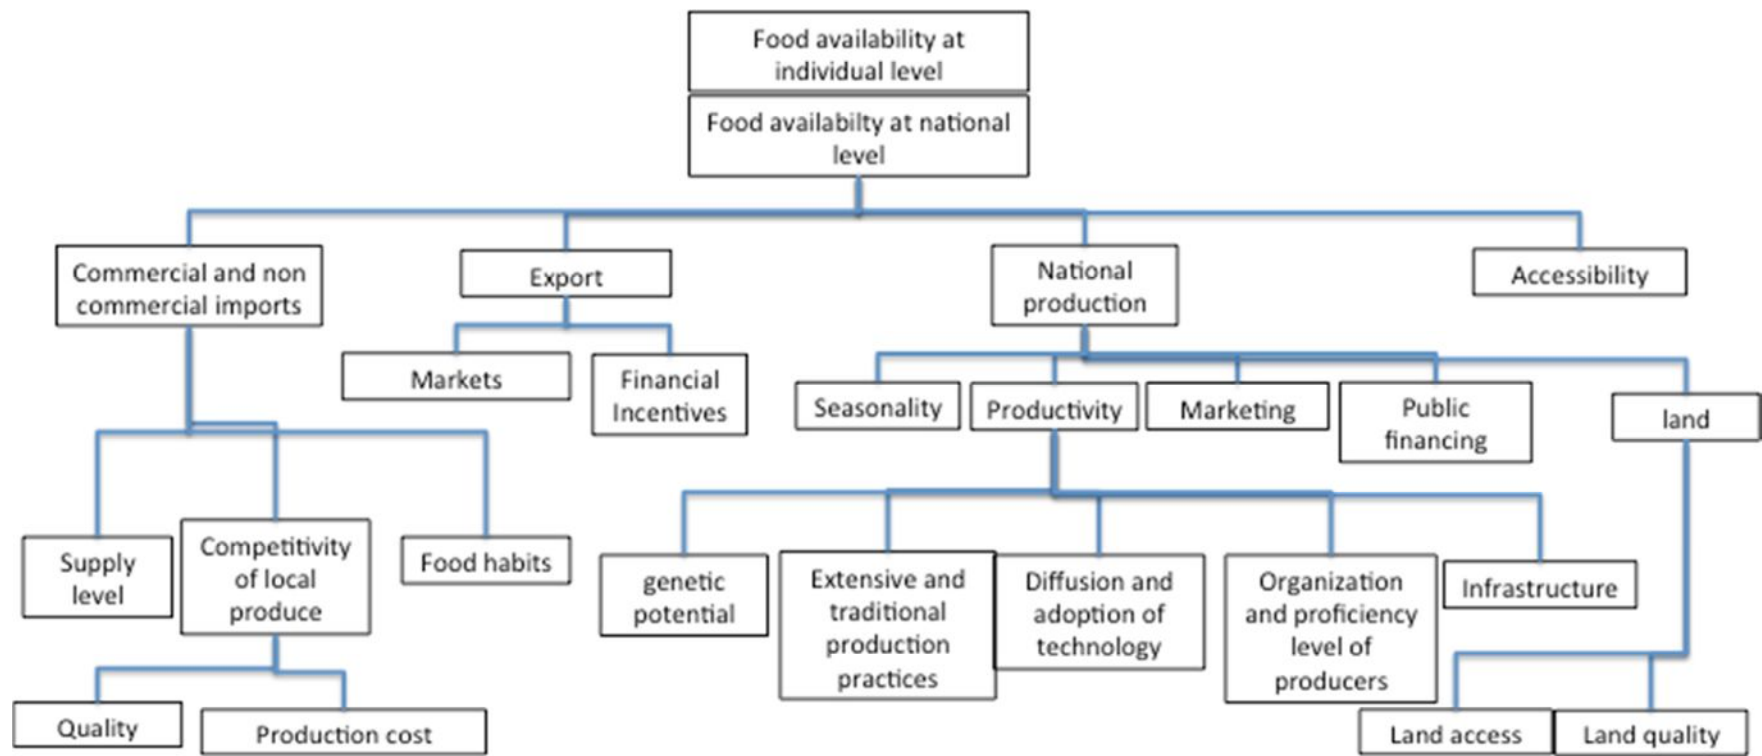 Food availability at
individual level
Food availabilty at national
level
Commercial and non
commercial imports
Export
National
production
Accessibility
Markets
Financial
Incentives
Seasonality
Productivity
Marketing
Public
financing
land
Supply
level
Competitivity
of local
produce
Food habits
genetic
potential
Extensive and
traditional
production
practices
Diffusion and
adoption of
technology
Organization
and proficiency
level of
producers
Infrastructure
Quality
Production cost
Land access
Land quality